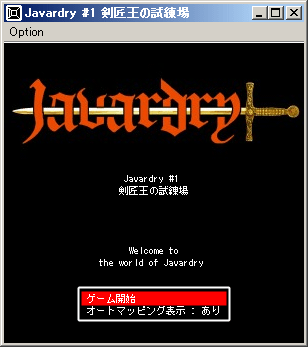 Javardry #1 剣匠王の試練場
Option
Javardry
Javardry #1
剣匠王の試練場
Welcome to
the world of Javardry
ゲーム開始
オートマッピング表示 : あり